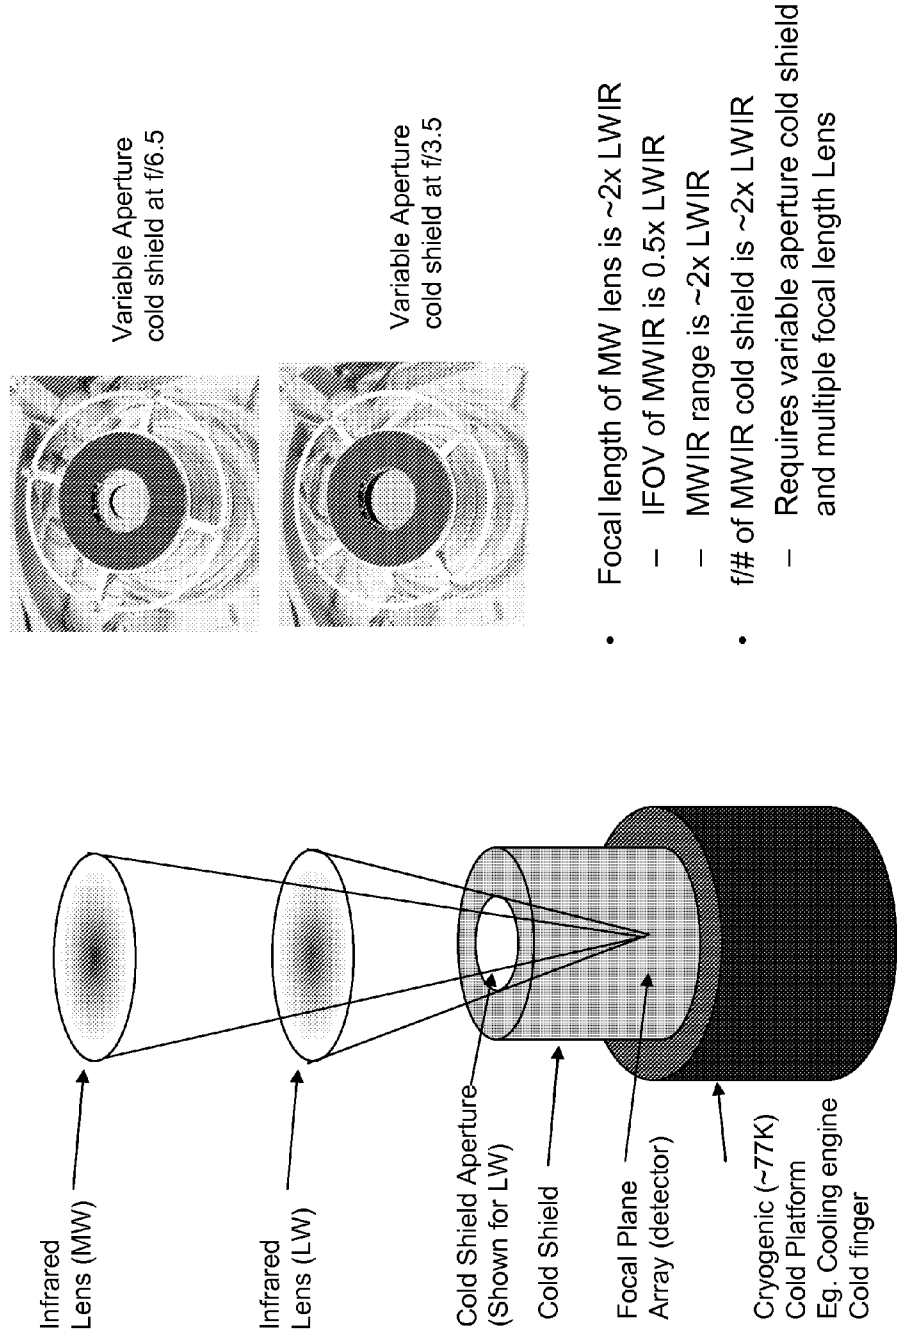 Infrared
Lens (MW)
Infrared
Lens (LW)
Cold Shield Aperture
(Shown for LW)
Cold Shield
Focal Plane
Array (detector)
Cryogenic (~77K)
Cold Platform
Eg. Cooling engine
Cold finger
Variable Aperture
cold shield at f/6.5
Variable Aperture
cold shield at f/3.5
• Focal length of MW lens is ~2x LWIR
– IFOV of MWIR is 0.5x LWIR
– MWIR range is ~2x LWIR
• f/# of MWIR cold shield is ~2x LWIR
– Requires variable aperture cold shield
and multiple focal length Lens